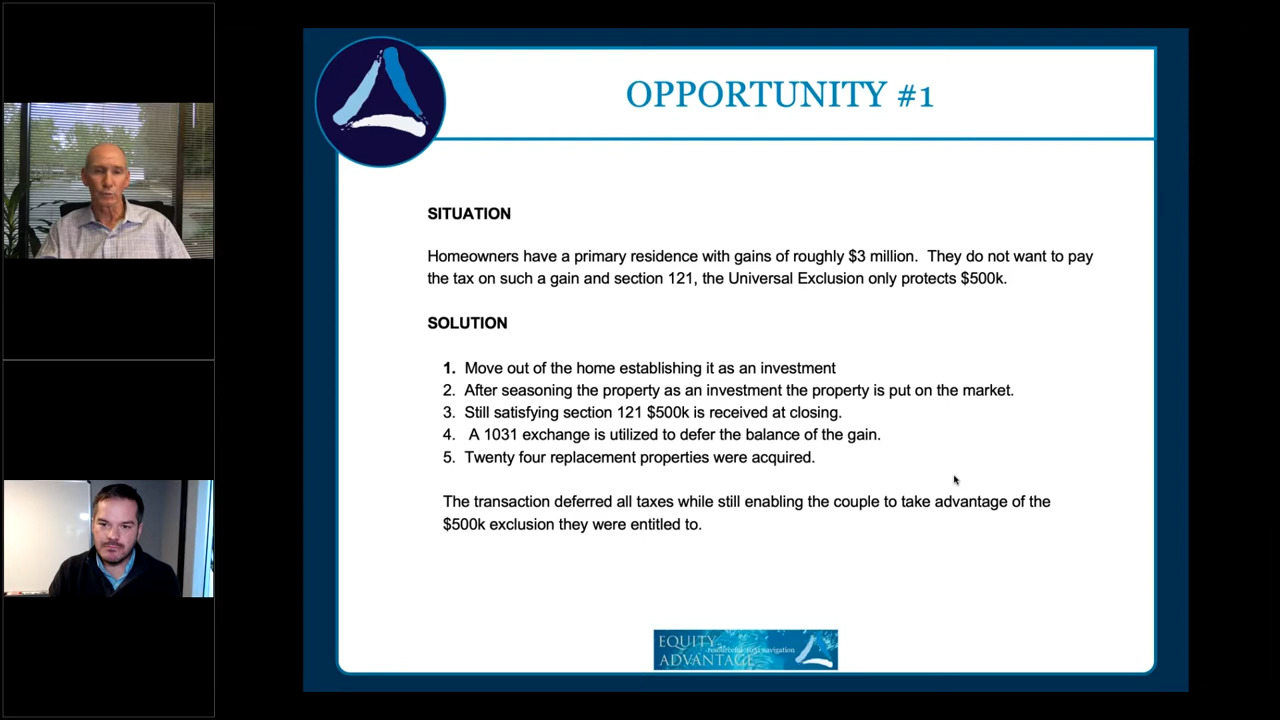 OPPORTUNITY #1
SITUATION
Homeowners have a primary residence with gains of roughly $3 million.  They do not want to pay
the tax on such a gain and section 121, the Universal Exclusion only protects $500k.
SOLUTION
1. Move out of the home establishing it as an investment
2. After seasoning the property as an investment the property is put on the market.
3. Still satisfying section 121 $500k is received at closing.
4. A 1031 exchange is utilized to defer the balance of the gain.
5. Twenty four replacement properties were acquired.
The transaction deferred all taxes while still enabling the couple to take advantage of the
$500k exclusion they were entitled to.
EQUITY
navigation
ADVANTAGE